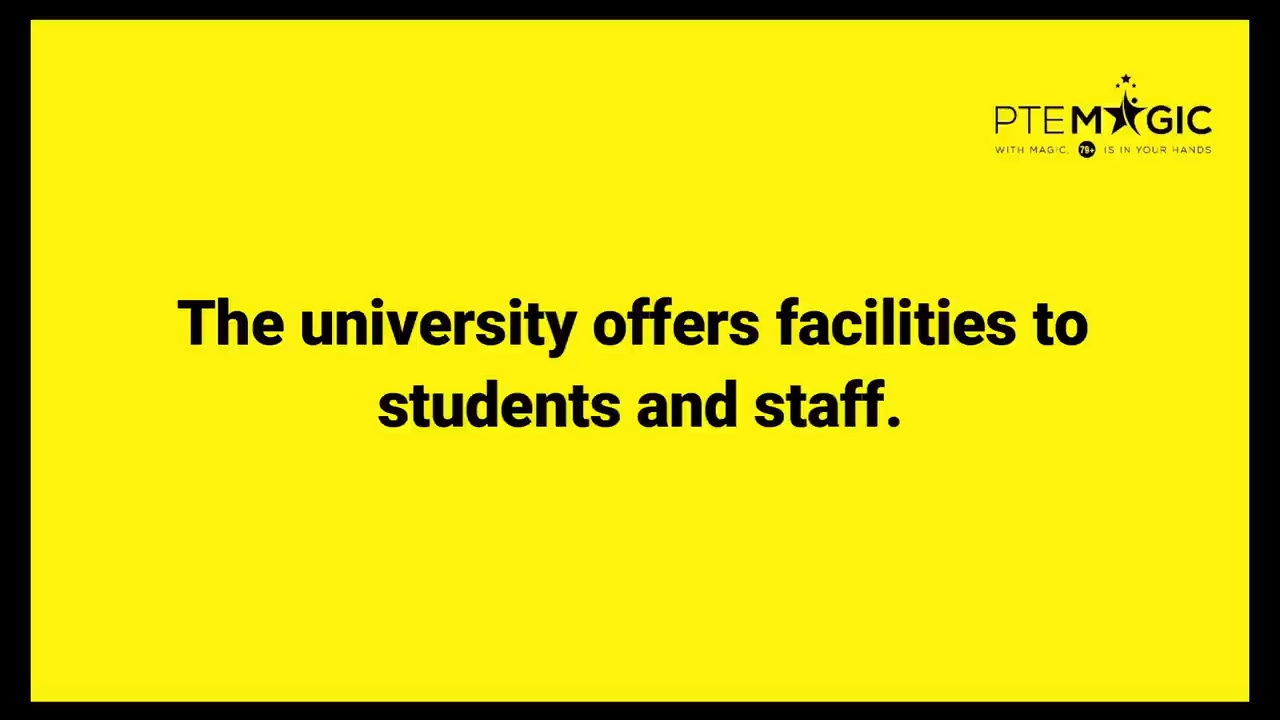 PTEMAGIC
WITH MAGIC, 79+ IS IN YOUR HANDS
The university offers facilities to
students and staff.